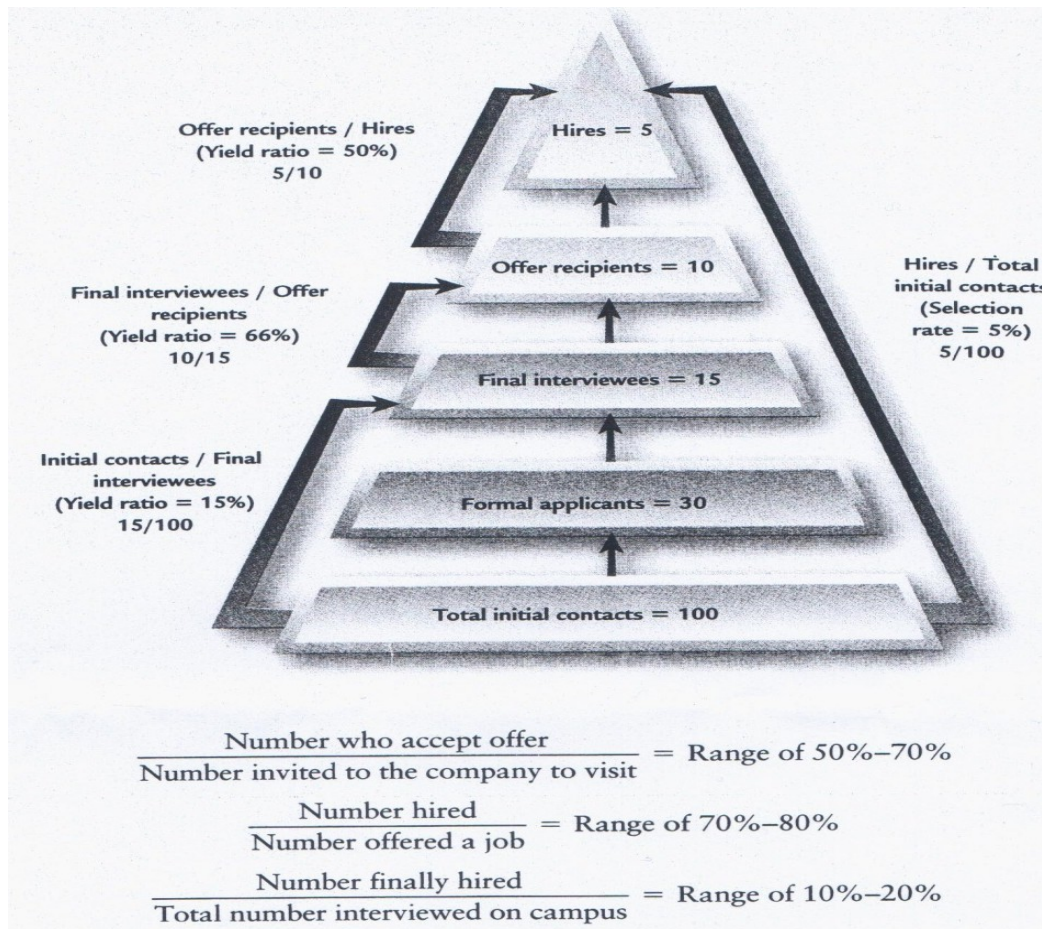 Offer recipients / Hires
(Yield ratio = 50%)
5/10
Hires = 5
Offer recipients = 10
Final interviewees / Offer
recipients
(Yield ratio = 66%)
10/15
Hires / Total
initial contacts
(Selection
rate = 5%)
5/100
Final interviewees = 15
Initial contacts / Final
interviewees
(Yield ratio = 15%)
15/100
Formal applicants = 30
Total initial contacts = 100
Number who accept offer
Number invited to the company to visit
= Range of 50%–70%
Number hired
Number offered a job
= Range of 70%–80%
Number finally hired
Total number interviewed on campus
= Range of 10%–20%